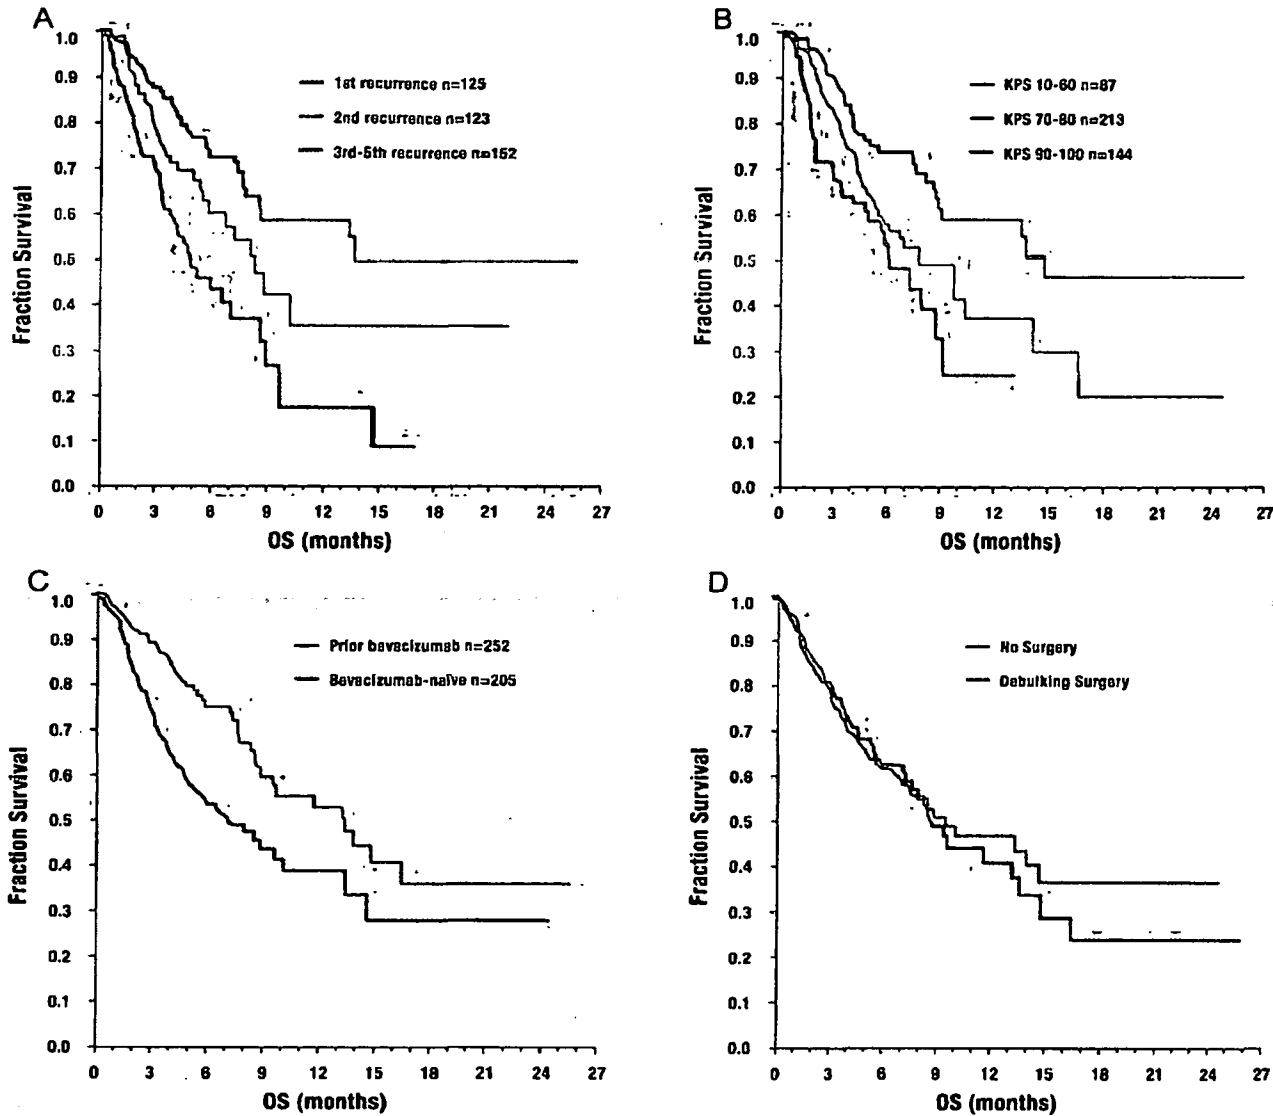 A
1.0
0.9
0.8
0.7
0.6
0.5
0.4
0.3
0.2
0.1
0.0
Fraction Survival
1st recurrence n=125
2nd recurrence n=123
3rd-5th recurrence n=152
0 3 6 9 12 15 18 21 24 27
OS (months)
B
1.0
0.9
0.8
0.7
0.6
0.5
0.4
0.3
0.2
0.1
0.0
Fraction Survival
KPS 10-60 n=87
KPS 70-80 n=213
KPS 90-100 n=144
0 3 6 9 12 15 18 21 24 27
OS (months)
C
1.0
0.9
0.8
0.7
0.6
0.5
0.4
0.3
0.2
0.1
0.0
Fraction Survival
Prior bevacizumab n=252
Bevacizumab-naïve n=205
0 3 6 9 12 15 18 21 24 27
OS (months)
D
1.0
0.9
0.8
0.7
0.6
0.5
0.4
0.3
0.2
0.1
0.0
Fraction Survival
No Surgery
Debulking Surgery
0 3 6 9 12 15 18 21 24 27
OS (months)